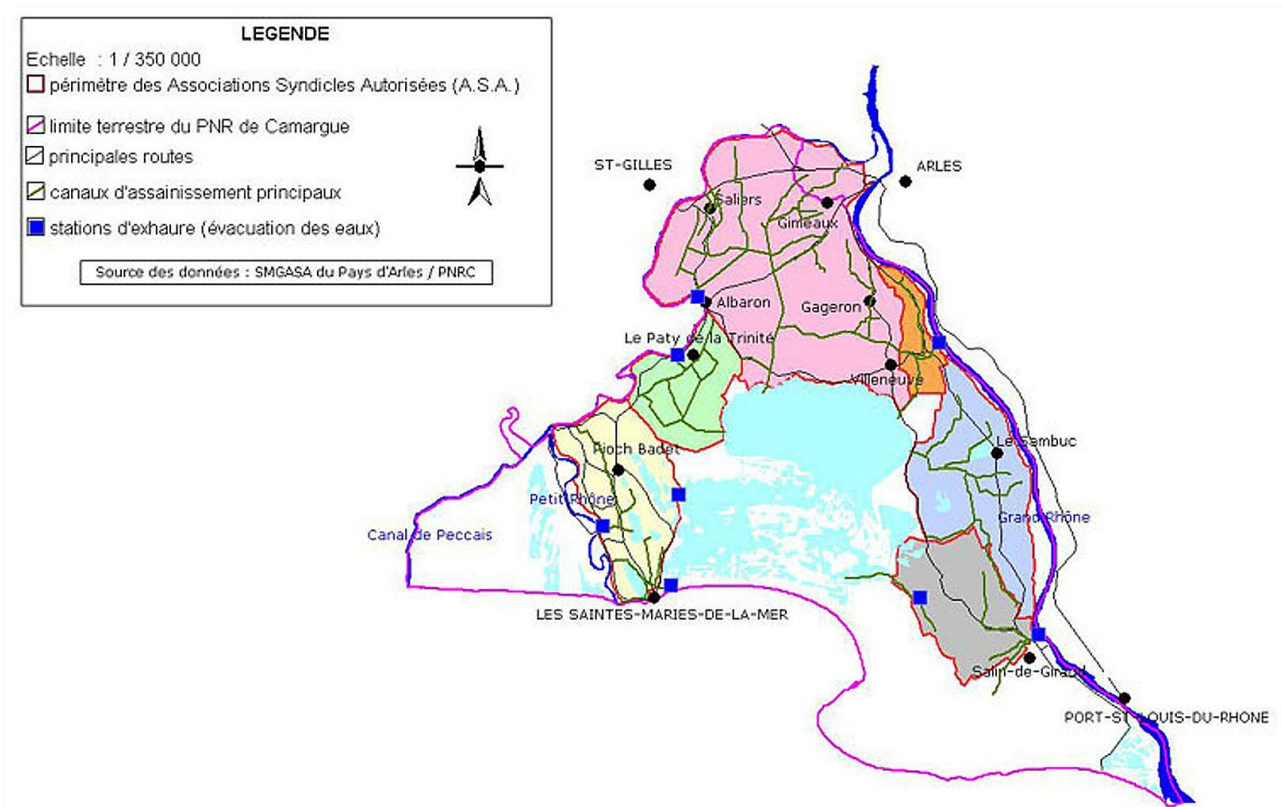 LEGENDE
Echelle : 1 / 350 000
périmètre des Associations Syndicles Autorisées (A.S.A.)
limite terrestre du PNR de Camargue
principales routes
canaux d'assainissement principaux
stations d'exhaure (évacuation des eaux)
Source des données : SMGASA du Pays d'Arles / PNRC
ST-GILLES
ARLES
Saliers
Gimeaux
Albaron
Gageron
Le Paty de la Trinité
Villeneuve
Pioch Badet
Le Sambuc
Petit Rhône
Grand Rhône
Canal de Peccais
LES SAINTES-MARIES-DE-LA-MER
Salin-de-Giraud
PORT-ST-LOUIS-DU-RHONE